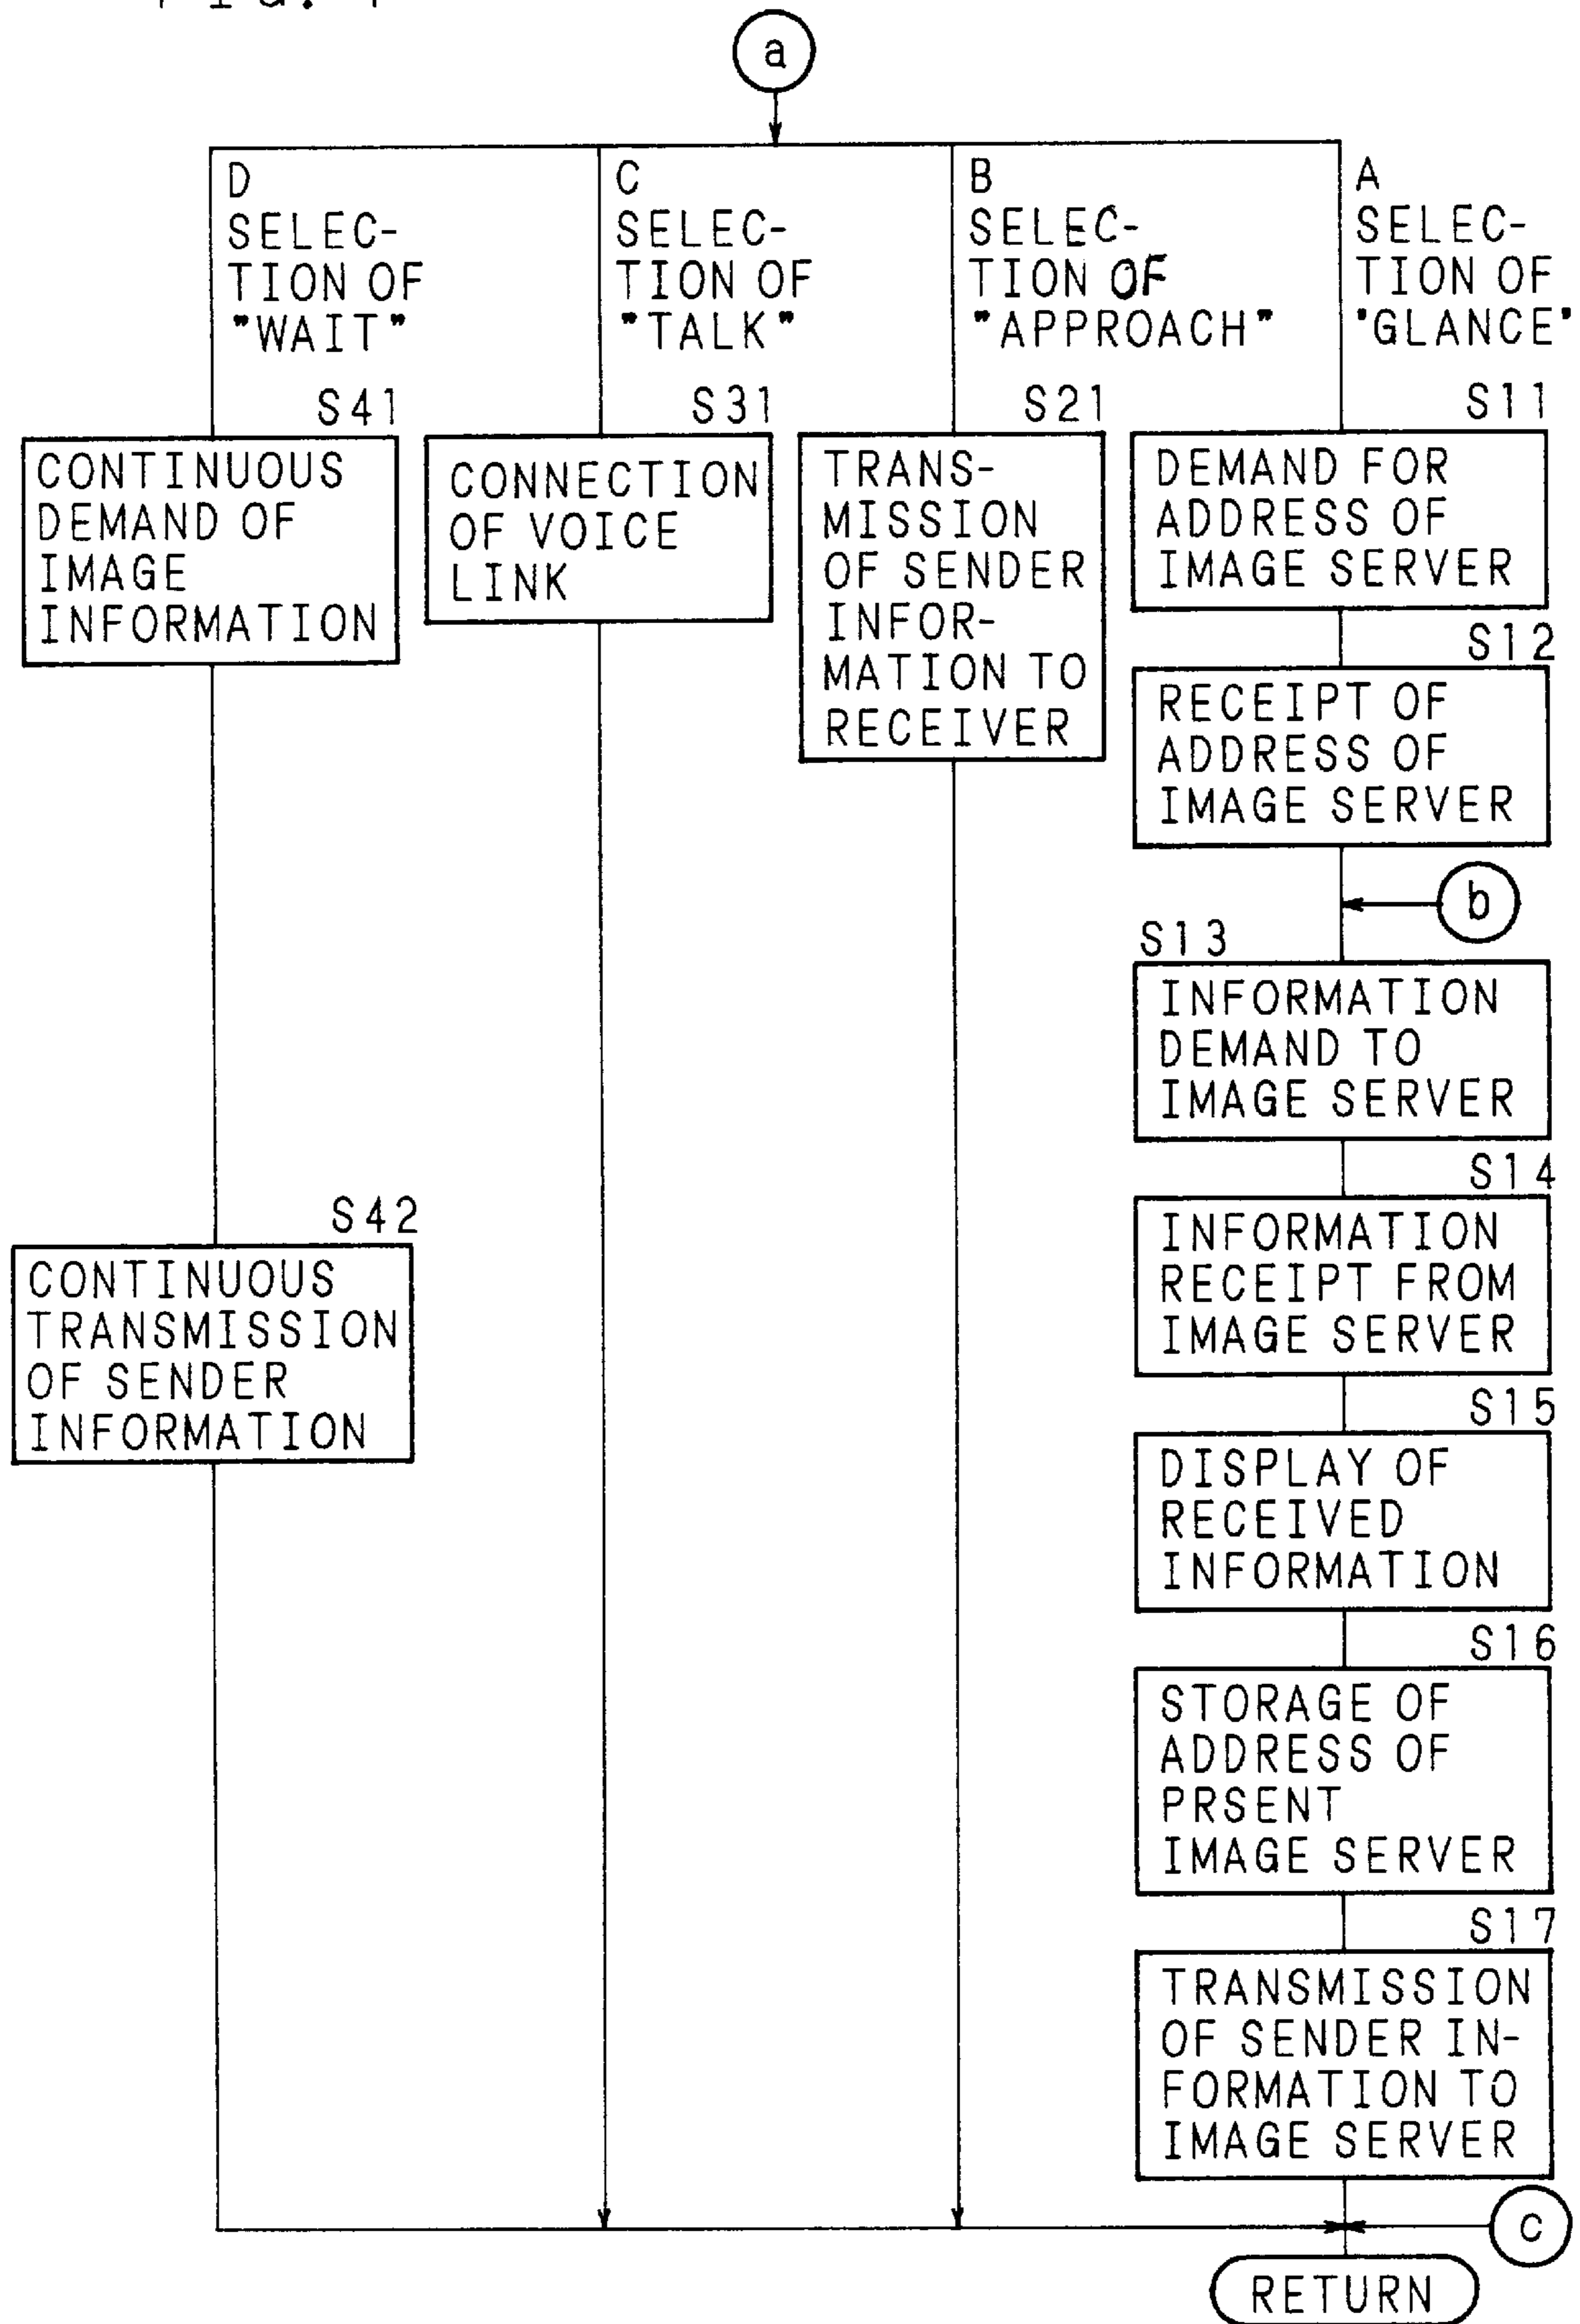 a
D
SELEC-
TION OF
"WAIT"
C
SELEC-
TION OF
"TALK"
B
SELEC-
TION OF
"APPROACH"
A
SELEC-
TION OF
"GLANCE"
S41
CONTINUOUS
DEMAND OF
IMAGE
INFORMATION
S31
CONNECTION
OF VOICE
LINK
S21
TRANS-
MISSION
OF SENDER
INFOR-
MATION TO
RECEIVER
S11
DEMAND FOR
ADDRESS OF
IMAGE SERVER
S12
RECEIPT OF
ADDRESS OF
IMAGE SERVER
b
S13
INFORMATION
DEMAND TO
IMAGE SERVER
S14
INFORMATION
RECEIPT FROM
IMAGE SERVER
S42
CONTINUOUS
TRANSMISSION
OF SENDER
INFORMATION
S15
DISPLAY OF
RECEIVED
INFORMATION
S16
STORAGE OF
ADDRESS OF
PRSENT
IMAGE SERVER
S17
TRANSMISSION
OF SENDER IN-
FORMATION TO
IMAGE SERVER
c
RETURN